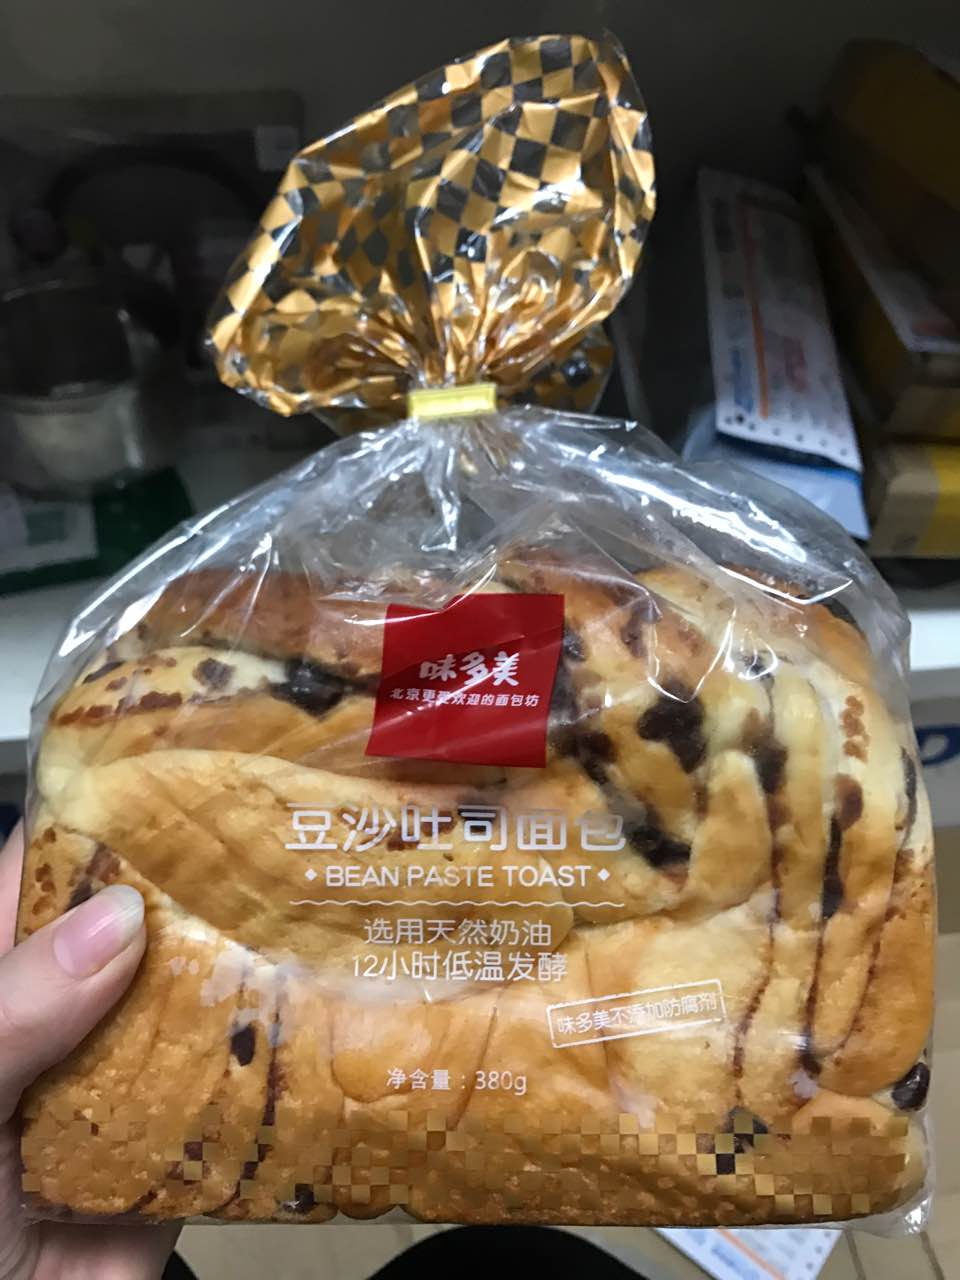 味多美
北京更受欢迎的面包坊
豆沙吐司面包
BEAN PASTE TOAST
选用天然奶油
12小时低温发酵
味多美不添加防腐剂
净含量：380g